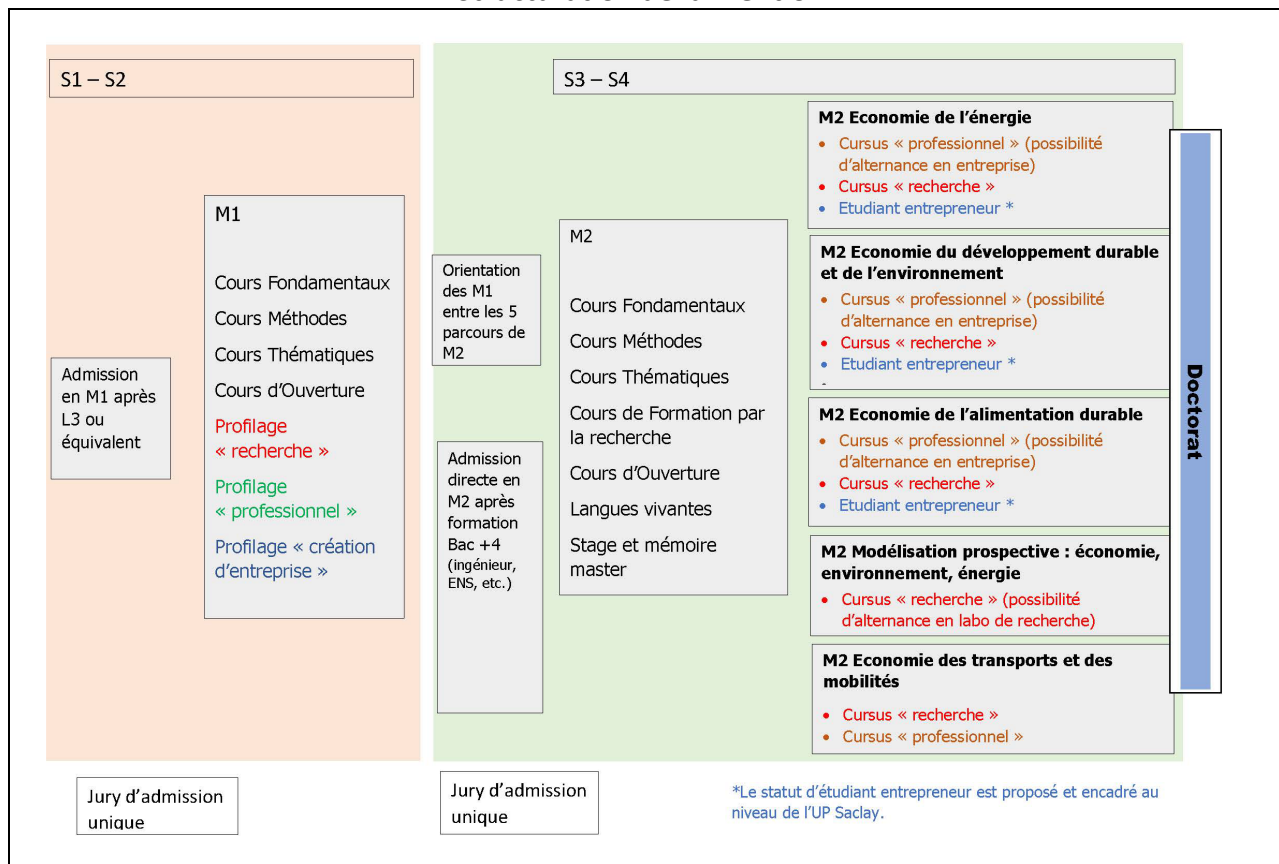 S1 – S2
S3 – S4
Admission
en M1 après
L3 ou
équivalent
M1
Cours Fondamentaux
Cours Méthodes
Cours Thématiques
Cours d'Ouverture
Profilage
« recherche »
Profilage
« professionnel »
Profilage « création
d'entreprise »
Orientation
des M1
entre les 5
parcours de
M2
Admission
directe en
M2 après
formation
Bac +4
(ingénieur,
ENS, etc.)
M2
Cours Fondamentaux
Cours Méthodes
Cours Thématiques
Cours de Formation par
la recherche
Cours d'Ouverture
Langues vivantes
Stage et mémoire
master
M2 Economie de l'énergie
• Cursus « professionnel » (possibilité
d'alternance en entreprise)
• Cursus « recherche »
• Etudiant entrepreneur *
M2 Economie du développement durable
et de l'environnement
• Cursus « professionnel » (possibilité
d'alternance en entreprise)
• Cursus « recherche »
• Etudiant entrepreneur *
-
M2 Economie de l'alimentation durable
• Cursus « professionnel » (possibilité
d'alternance en entreprise)
• Cursus « recherche »
• Etudiant entrepreneur *
M2 Modélisation prospective : économie,
environnement, énergie
• Cursus « recherche » (possibilité
d'alternance en labo de recherche)
M2 Economie des transports et des
mobilités
• Cursus « recherche »
• Cursus « professionnel »
Doctorat
Jury d'admission
unique
Jury d'admission
unique
*Le statut d'étudiant entrepreneur est proposé et encadré au
niveau de l'UP Saclay.